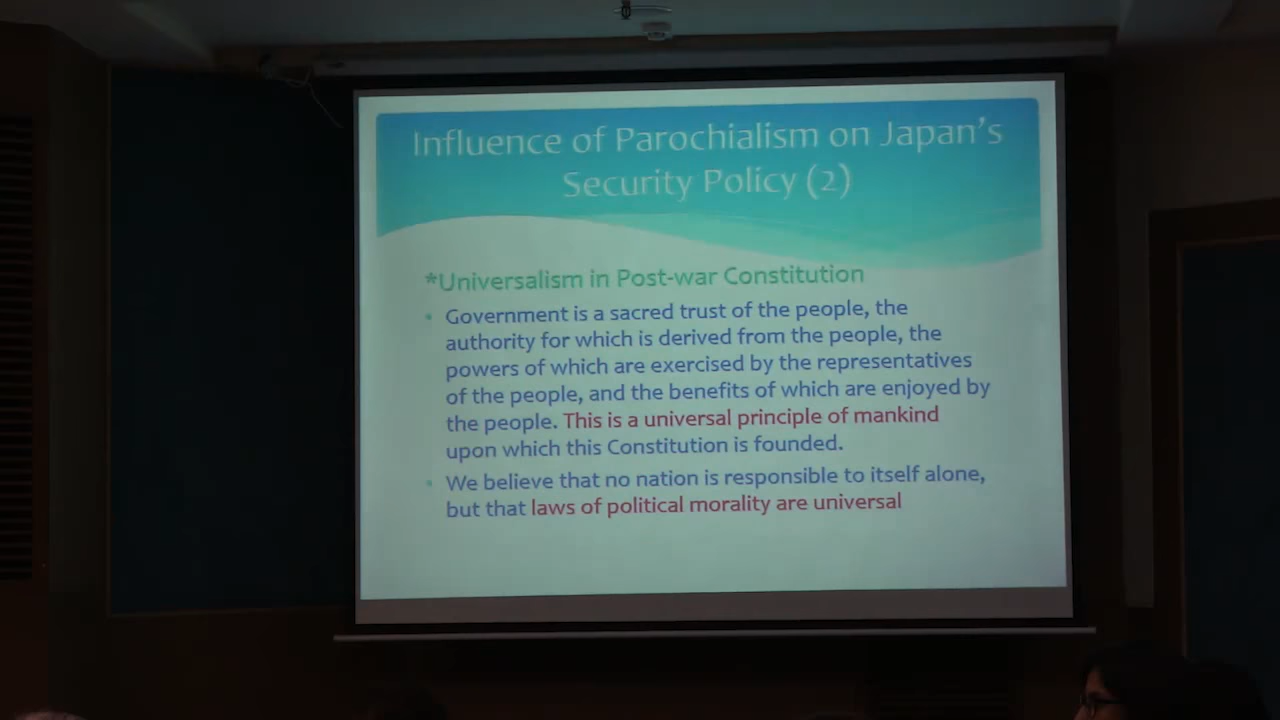 Influence of Parochialism on Japan's
Security Policy (2)
*Universalism in Post-war Constitution
• Government is a sacred trust of the people, the
authority for which is derived from the people, the
powers of which are exercised by the representatives
of the people, and the benefits of which are enjoyed by
the people. This is a universal principle of mankind
upon which this Constitution is founded.
• We believe that no nation is responsible to itself alone,
but that laws of political morality are universal